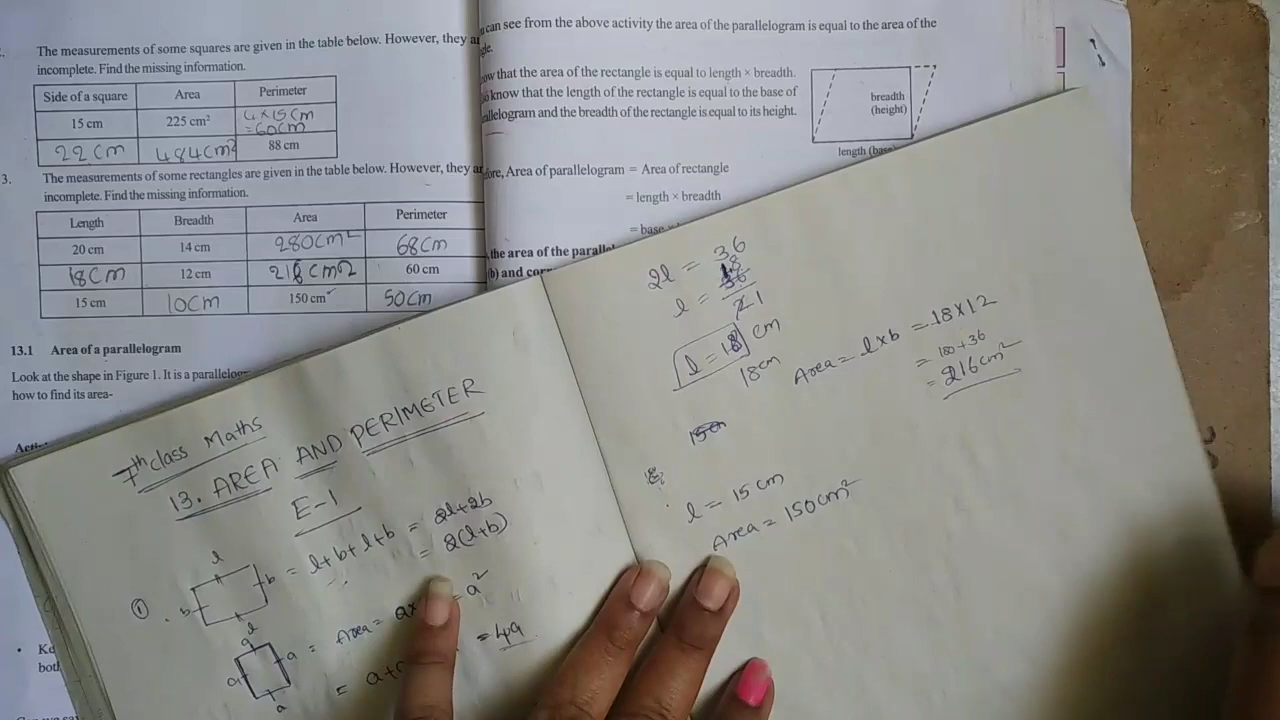 The measurements of some squares are given in the table below. However, they ar
incomplete. Find the missing information.
Side of a square Area Perimeter
15 cm 225 cm² 4×15cm
=60cm
22cm 484cm² 88 cm
3. The measurements of some rectangles are given in the table below. However, they ar
incomplete. Find the missing information.
Length Breadth Area Perimeter
20 cm 14 cm 280cm² 68cm
18cm 12 cm 216cm² 60 cm
15 cm 10cm 150 cm² 50cm
13.1 Area of a parallelogram
Look at the shape in Figure 1. It is a parallelogr
how to find its area-
can see from the above activity the area of the parallelogram is equal to the area of the
that the area of the rectangle is equal to length × breadth.
know that the length of the rectangle is equal to the base of
and the breadth of the rectangle is equal to its height.
breadth
(height)
length (base)
Area of parallelogram = Area of rectangle
= length × breadth
= base
the area of the
b) and
7th class Maths
13. AREA AND PERIMETER
E-1
① l b = l+b+l+b = 2l+2b
b l = 2(l+b)
a a = Area = a² 
a a = a+ = 4a
2l = 36
l = 18
36
2 1
l = 18 cm
18cm
Area = l×b = 18×12
= 180+36
= 216cm²
15cm
l = 15 cm
Area = 150cm²